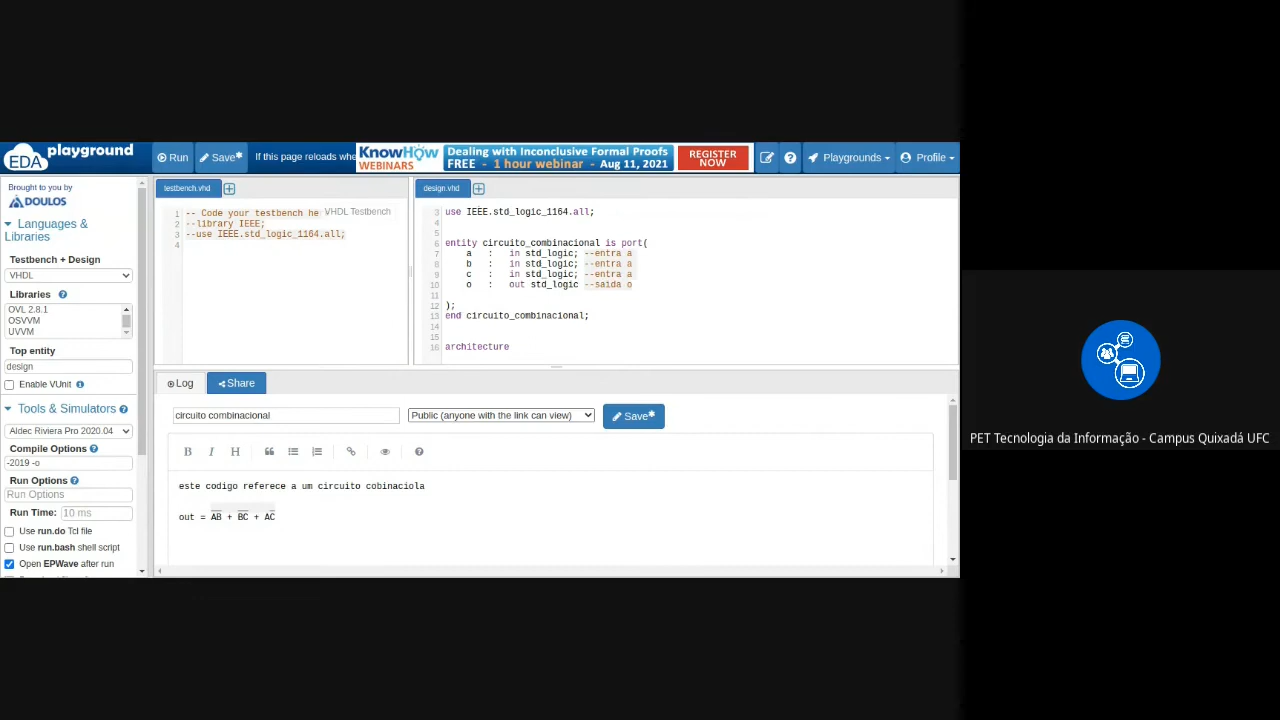 EDA playground
Run
Save*
If this page reloads whe
KnowHow WEBINARS
Dealing with Inconclusive Formal Proofs
FREE - 1 hour webinar - Aug 11, 2021
REGISTER NOW
Playgrounds
Profile
Brought to you by
DOULOS
Languages & Libraries
Testbench + Design
VHDL
Libraries
OVL 2.8.1
OSVVM
UVVM
Top entity
design
Enable VUnit
Tools & Simulators
Aldec Riviera Pro 2020.04
Compile Options
-2019 -o
Run Options
Run Options
Run Time: 10 ms
Use run.do Tcl file
Use run.bash shell script
Open EPWave after run
testbench.vhd
VHDL Testbench
1 -- Code your testbench he
2 --library IEEE;
3 --use IEEE.std_logic_1164.all;
4
design.vhd
3 use IEEE.std_logic_1164.all;
4
5
6 entity circuito_combinacional is port(
7 a : in std_logic; --entra a
8 b : in std_logic; --entra a
9 c : in std_logic; --entra a
10 o : out std_logic --saida o
11
12 );
13 end circuito_combinacional;
14
15
16 architecture
Log
Share
circuito combinacional
Public (anyone with the link can view)
Save*
B I H
este codigo referece a um circuito cobinaciola
out = A̅B̅ + B̅C + AC̅
PET Tecnologia da Informação - Campus Quixadá UFC